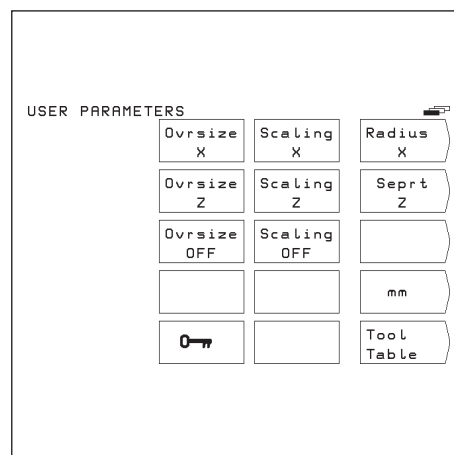 USER PARAMETERS
Ovrsize X
Scaling X
Radius X
Ovrsize Z
Scaling Z
Seprt Z
Ovrsize OFF
Scaling OFF
mm
Tool Table